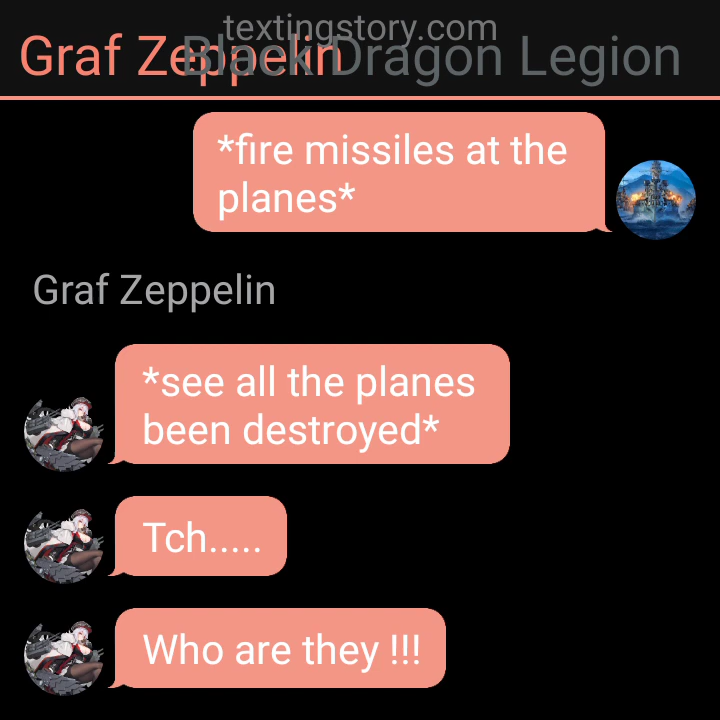 textingstory.com
Graf Zeppelin
Black Dragon Legion
*fire missiles at the
planes*
Graf Zeppelin
*see all the planes
been destroyed*
Tch.....
Who are they !!!